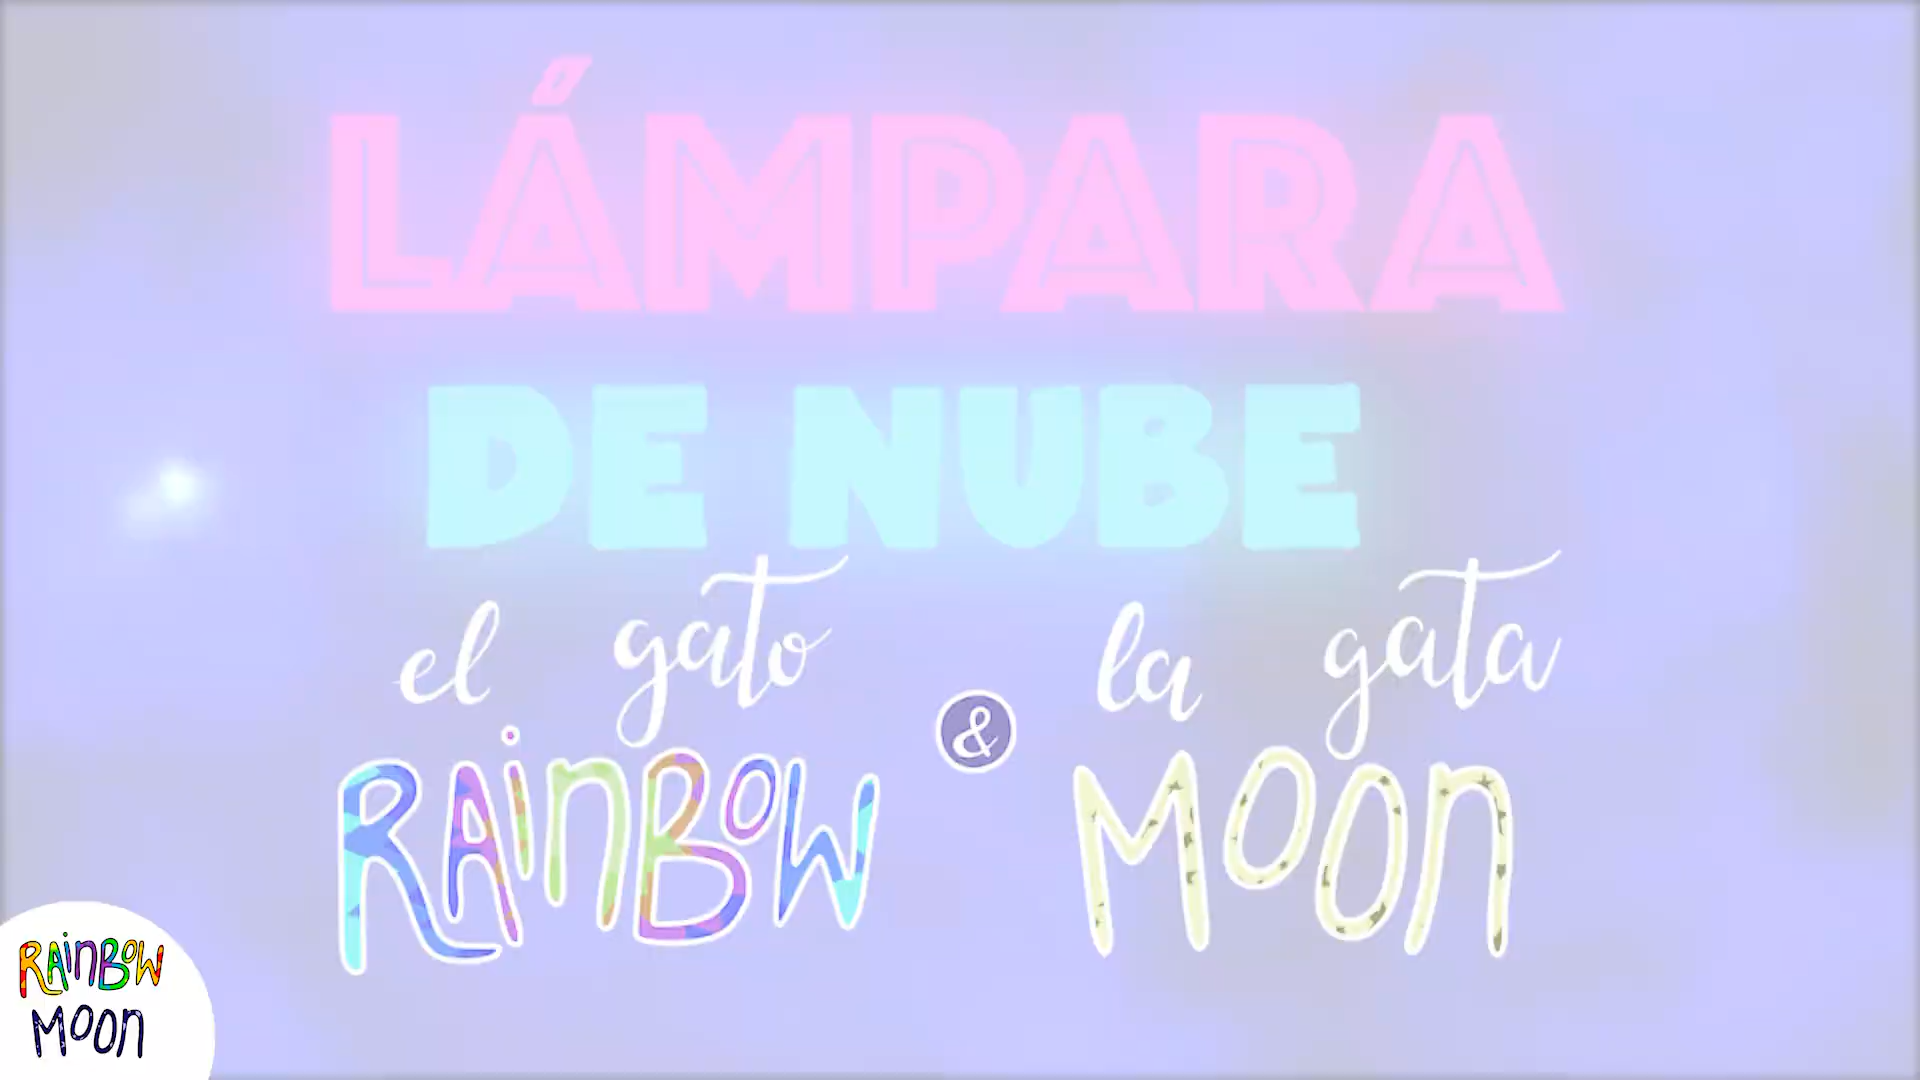 LÁMPARA
DE NUBE
el gato & la gata
RAiNBOW MOON
RAiNBOW
MOON